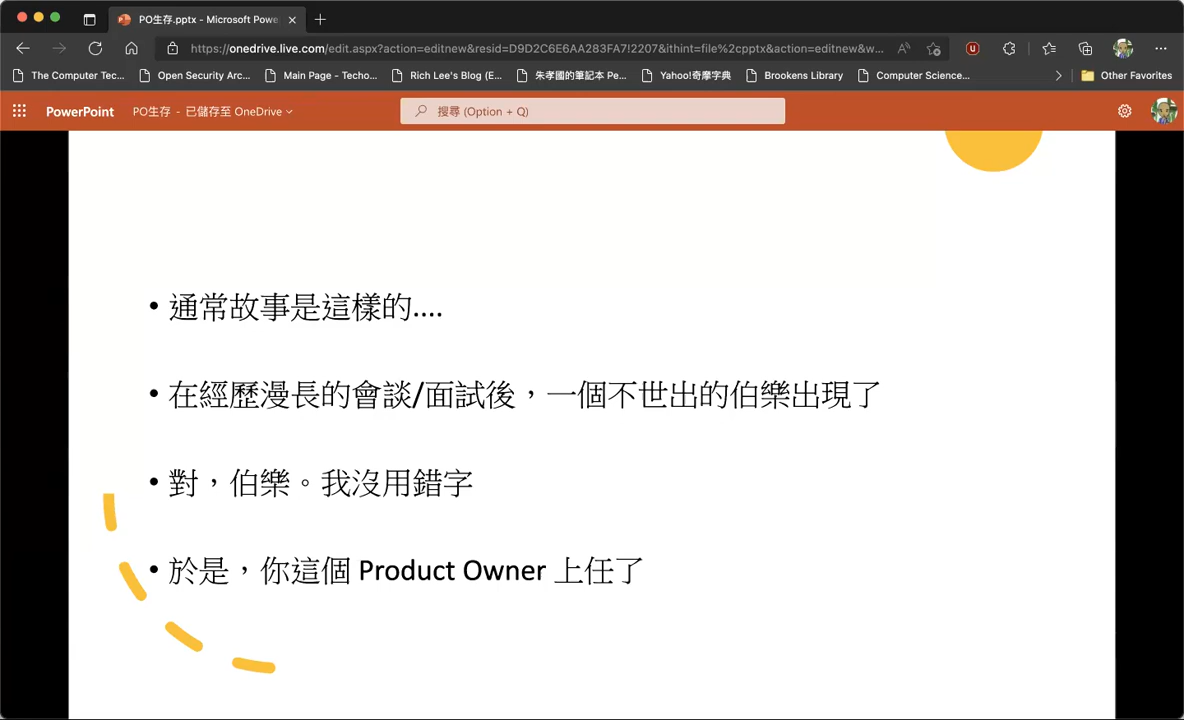 PO生存.pptx - Microsoft Powe
https://onedrive.live.com/edit.aspx?action=editnew&resid=D9D2C6E6AA283FA7!2207&ithint=file%2cpptx&action=editnew&w...
The Computer Tec...
Open Security Arc...
Main Page - Techo...
Rich Lee's Blog (E...
朱孝國的筆記本 Pe...
Yahoo!奇摩字典
Brookens Library
Computer Science...
Other Favorites
PowerPoint
PO生存 - 已儲存至 OneDrive
搜尋 (Option + Q)
• 通常故事是這樣的....
• 在經歷漫長的會談/面試後，一個不世出的伯樂出現了
• 對，伯樂。我沒用錯字
• 於是，你這個 Product Owner 上任了